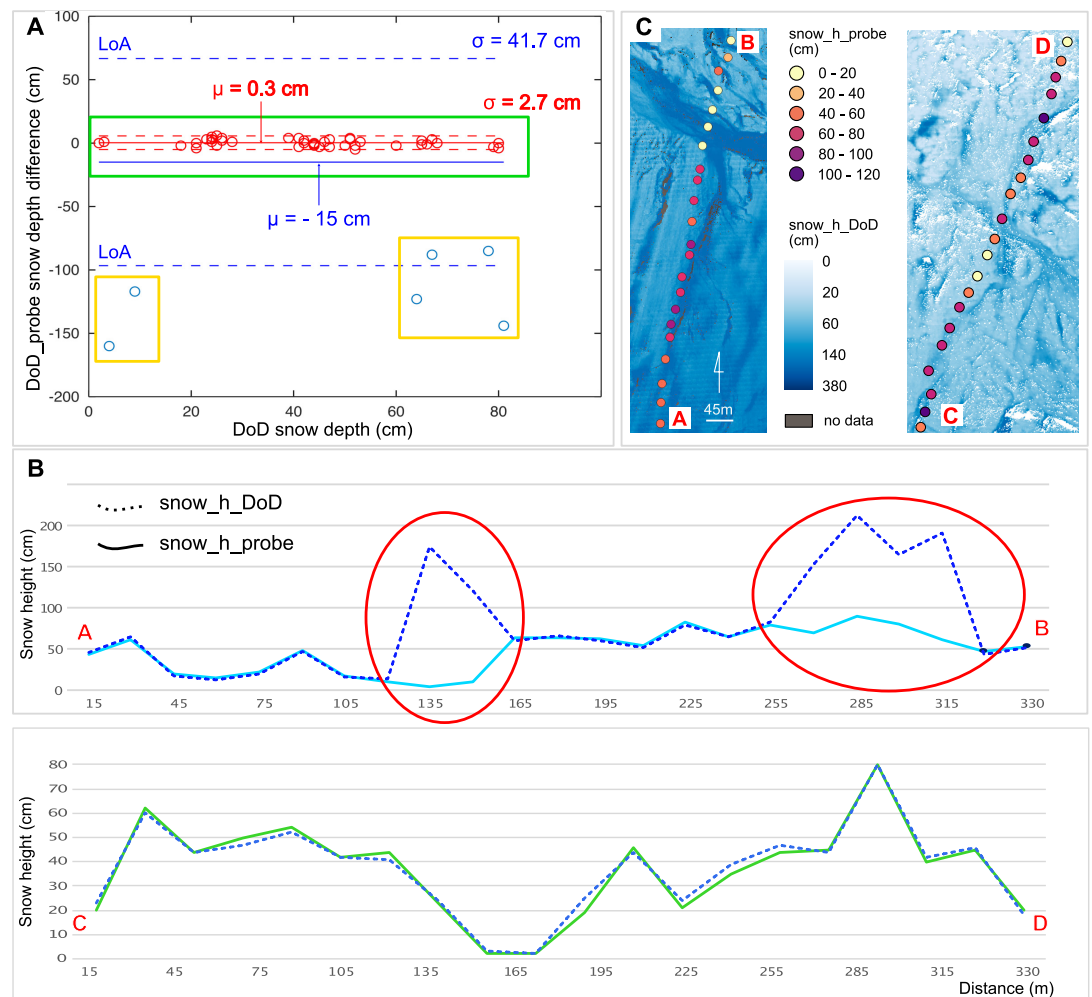 A
LoA
σ = 41.7 cm
μ = 0.3 cm
σ = 2.7 cm
μ = - 15 cm
LoA
100
50
0
-50
-100
-150
-200
0
20
40
60
80
DoD_probe snow depth difference (cm)
DoD snow depth (cm)
C
B
A
45m
snow_h_probe
(cm)
0 - 20
20 - 40
40 - 60
60 - 80
80 - 100
100 - 120
snow_h_DoD
(cm)
0
20
60
140
380
no data
D
C
B
snow_h_DoD
snow_h_probe
Snow height (cm)
200
150
100
50
0
A
B
15 45 75 105 135 165 195 225 255 285 315 330
Snow height (cm)
80
70
60
50
40
30
20
10
0
C
D
15 45 75 105 135 165 195 225 255 285 315 330
Distance (m)